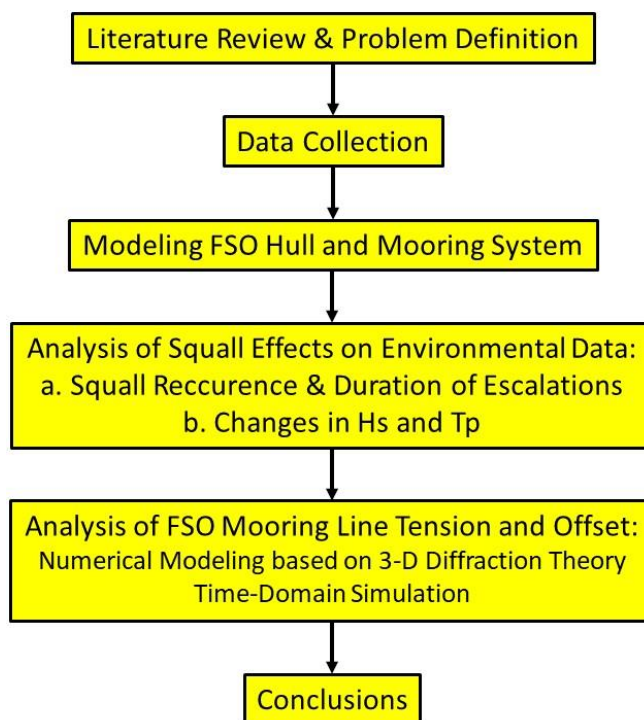 Literature Review & Problem Definition
Data Collection
Modeling FSO Hull and Mooring System
Analysis of Squall Effects on Environmental Data:
a. Squall Reccurence & Duration of Escalations
b. Changes in Hs and Tp
Analysis of FSO Mooring Line Tension and Offset:
Numerical Modeling based on 3-D Diffraction Theory
Time-Domain Simulation
Conclusions